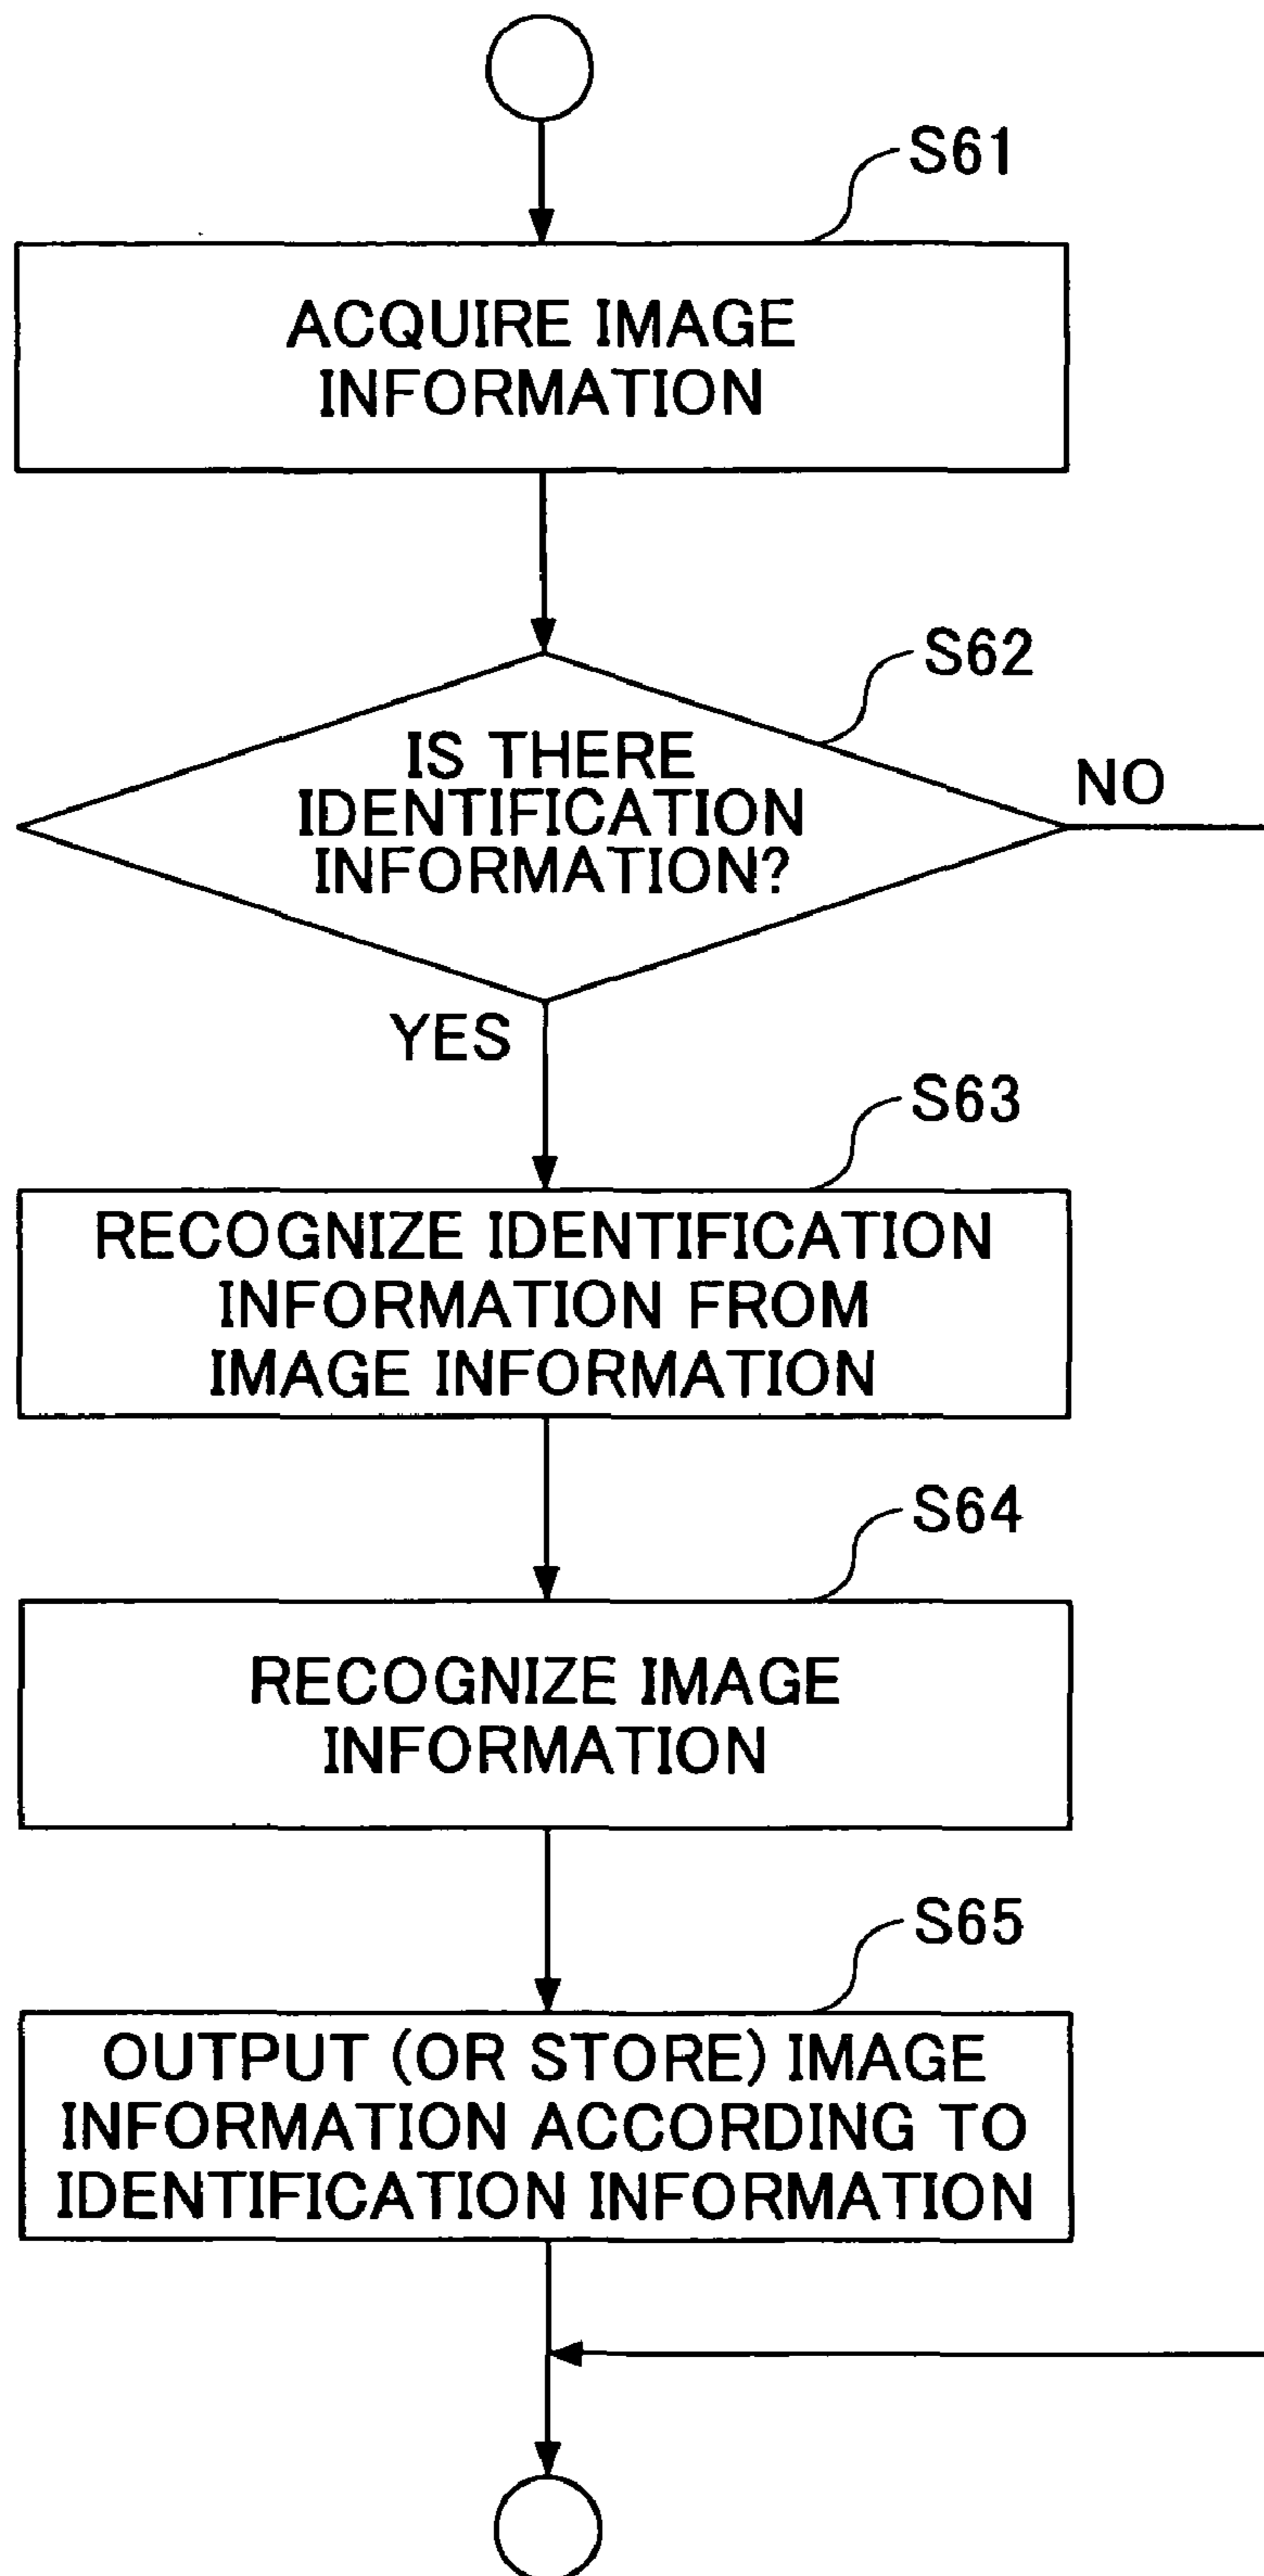 S61
ACQUIRE IMAGE
INFORMATION
S62
IS THERE
IDENTIFICATION
INFORMATION?
NO
YES
S63
RECOGNIZE IDENTIFICATION
INFORMATION FROM
IMAGE INFORMATION
S64
RECOGNIZE IMAGE
INFORMATION
S65
OUTPUT (OR STORE) IMAGE
INFORMATION ACCORDING TO
IDENTIFICATION INFORMATION